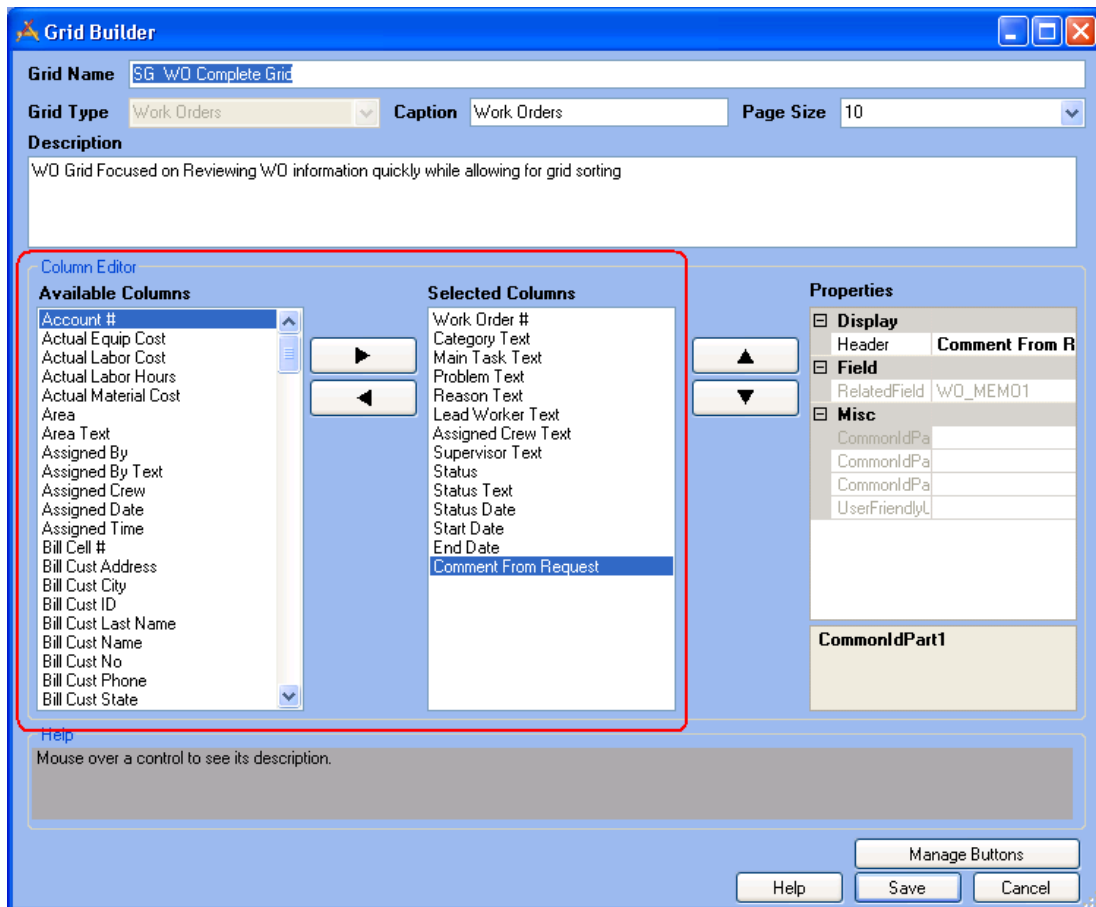 Grid Builder
Grid Name SG WO Complete Grid
Grid Type Work Orders Caption Work Orders Page Size 10
Description
WO Grid Focused on Reviewing WO information quickly while allowing for grid sorting
Column Editor
Available Columns
Account #
Actual Equip Cost
Actual Labor Cost
Actual Labor Hours
Actual Material Cost
Area
Area Text
Assigned By
Assigned By Text
Assigned Crew
Assigned Date
Assigned Time
Bill Cell #
Bill Cust Address
Bill Cust City
Bill Cust ID
Bill Cust Last Name
Bill Cust Name
Bill Cust No
Bill Cust Phone
Bill Cust State
Selected Columns
Work Order #
Category Text
Main Task Text
Problem Text
Reason Text
Lead Worker Text
Assigned Crew Text
Supervisor Text
Status
Status Text
Status Date
Start Date
End Date
Comment From Request
Properties
Display
Header Comment From R
Field
RelatedField WO_MEMO1
Misc
CommonIdPa
CommonIdPa
CommonIdPa
UserFriendlyL
CommonIdPart1
Help
Mouse over a control to see its description.
Manage Buttons
Help Save Cancel